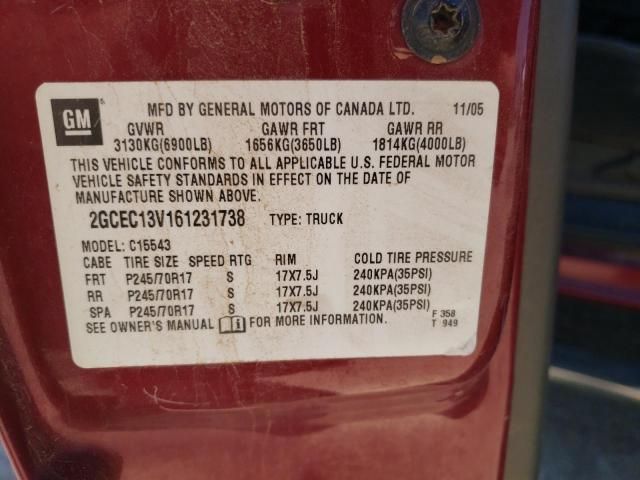 GM MFD BY GENERAL MOTORS OF CANADA LTD. 11/05
GVWR GAWR FRT GAWR RR
3130KG(6900LB) 1656KG(3650LB) 1814KG(4000LB)
THIS VEHICLE CONFORMS TO ALL APPLICABLE U.S. FEDERAL MOTOR
VEHICLE SAFETY STANDARDS IN EFFECT ON THE DATE OF
MANUFACTURE SHOWN ABOVE.
2GCEC13V161231738 TYPE: TRUCK
MODEL: C15543
CABE TIRE SIZE SPEED RTG RIM COLD TIRE PRESSURE
FRT P245/70R17 S 17X7.5J 240KPA(35PSI)
RR P245/70R17 S 17X7.5J 240KPA(35PSI)
SPA P245/70R17 S 17X7.5J 240KPA(35PSI)
SEE OWNER'S MANUAL FOR MORE INFORMATION.
F 358
T 949